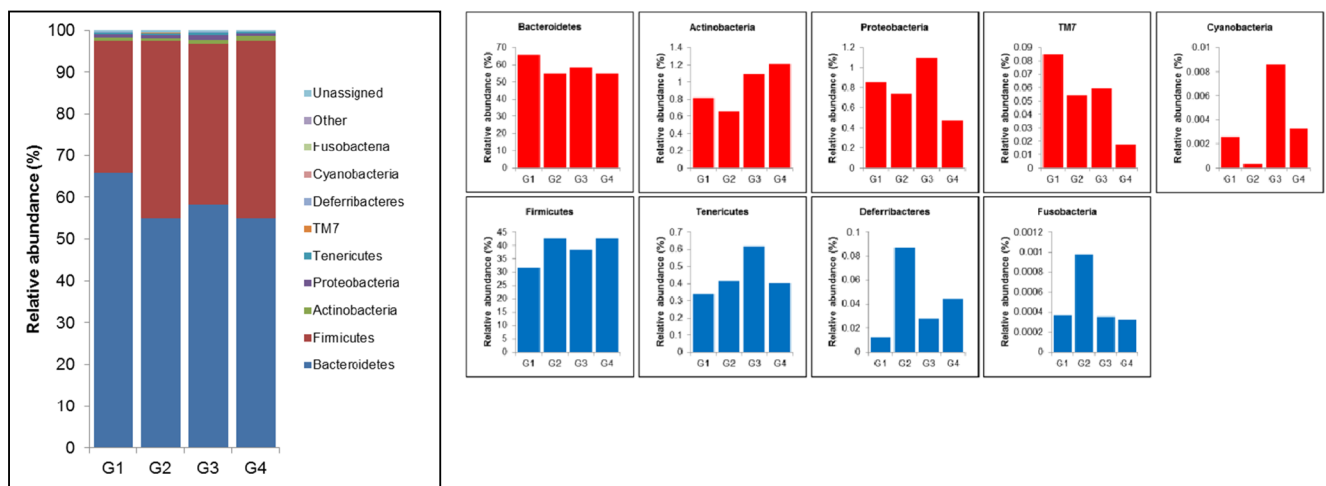 Relative abundance (%)
100
90
80
70
60
50
40
30
20
10
0
G1 G2 G3 G4
Unassigned
Other
Fusobactena
Cyanobacteria
Deferribacteres
TM7
Tenericutes
Proteobacteria
Actinobacteria
Firmicutes
Bacteroidetes
Bacteroidetes
Relative abundance (%)
70
60
50
40
30
20
10
0
G1 G2 G3 G4
Actinobacteria
Relative abundance (%)
1.4
1.2
1
0.8
0.6
0.4
0.2
0
G1 G2 G3 G4
Proteobacteria
Relative abundance (%)
1.2
1
0.8
0.6
0.4
0.2
0
G1 G2 G3 G4
TM7
Relative abundance (%)
0.09
0.08
0.07
0.06
0.05
0.04
0.03
0.02
0.01
0
G1 G2 G3 G4
Cyanobacteria
Relative abundance (%)
0.01
0.008
0.006
0.004
0.002
0
G1 G2 G3 G4
Firmicutes
Relative abundance (%)
45
40
35
30
25
20
15
10
5
0
G1 G2 G3 G4
Tenericutes
Relative abundance (%)
0.7
0.6
0.5
0.4
0.3
0.2
0.1
0
G1 G2 G3 G4
Deferribacteres
Relative abundance (%)
0.1
0.08
0.06
0.04
0.02
0
G1 G2 G3 G4
Fusobacteria
Relative abundance (%)
0.0012
0.001
0.0008
0.0006
0.0004
0.0002
0
G1 G2 G3 G4